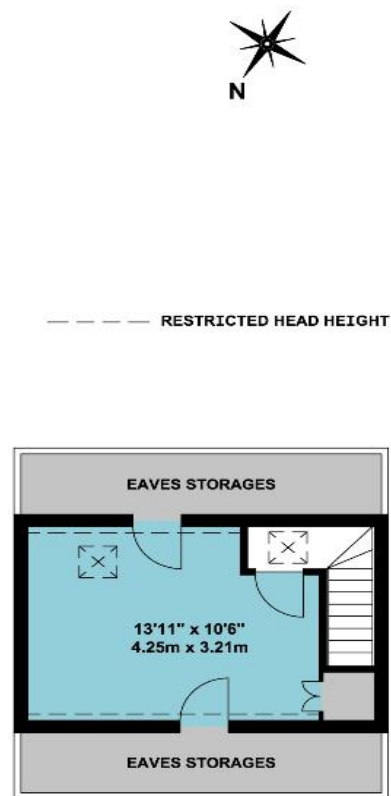 N
RESTRICTED HEAD HEIGHT
EAVES STORAGES
13'11" x 10'6"
4.25m x 3.21m
EAVES STORAGES